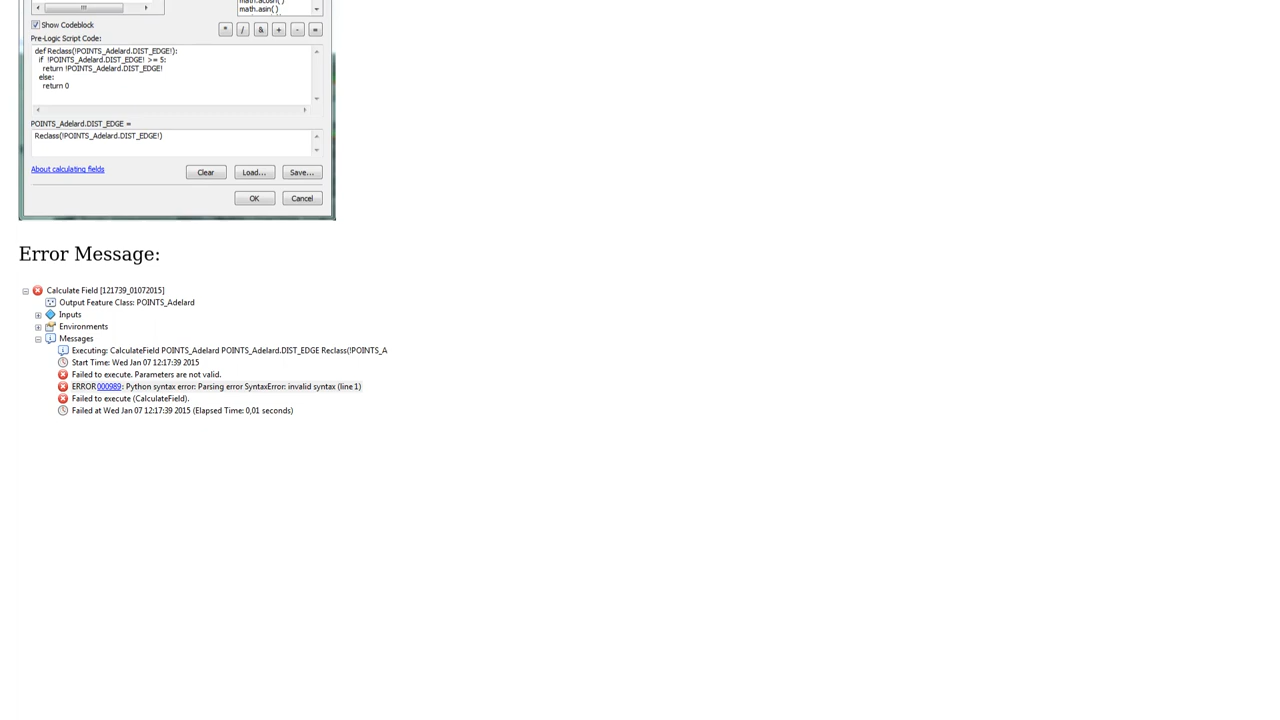 math.acosh( )
math.asin( )
Show Codeblock
* / & + - =
Pre-Logic Script Code:
def Reclass(!POINTS_Adelard.DIST_EDGE!):
if !POINTS_Adelard.DIST_EDGE! >= 5:
return !POINTS_Adelard.DIST_EDGE!
else:
return 0
POINTS_Adelard.DIST_EDGE =
Reclass(!POINTS_Adelard.DIST_EDGE!)
About calculating fields Clear Load... Save...
OK Cancel
Error Message:
Calculate Field [121739_01072015]
Output Feature Class: POINTS_Adelard
Inputs
Environments
Messages
Executing: CalculateField POINTS_Adelard POINTS_Adelard.DIST_EDGE Reclass(!POINTS_A
Start Time: Wed Jan 07 12:17:39 2015
Failed to execute. Parameters are not valid.
ERROR 000989: Python syntax error: Parsing error SyntaxError: invalid syntax (line 1)
Failed to execute (CalculateField).
Failed at Wed Jan 07 12:17:39 2015 (Elapsed Time: 0,01 seconds)